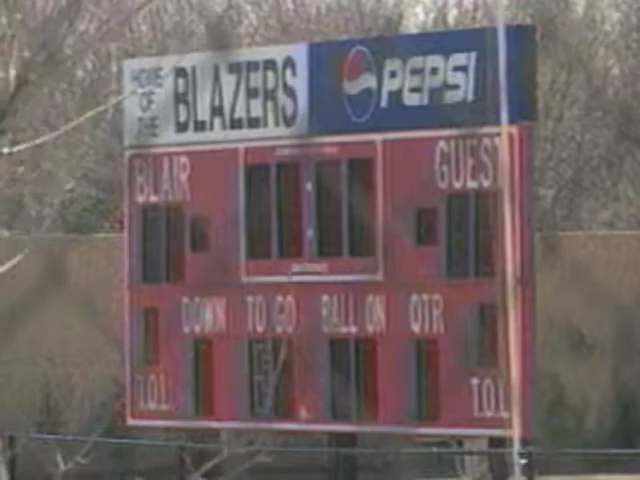 HOME
OF
THE
BLAZERS
PEPSI
BLAIR
GUEST
DOWN TO GO BALL ON QTR
T.O.L. T.O.L